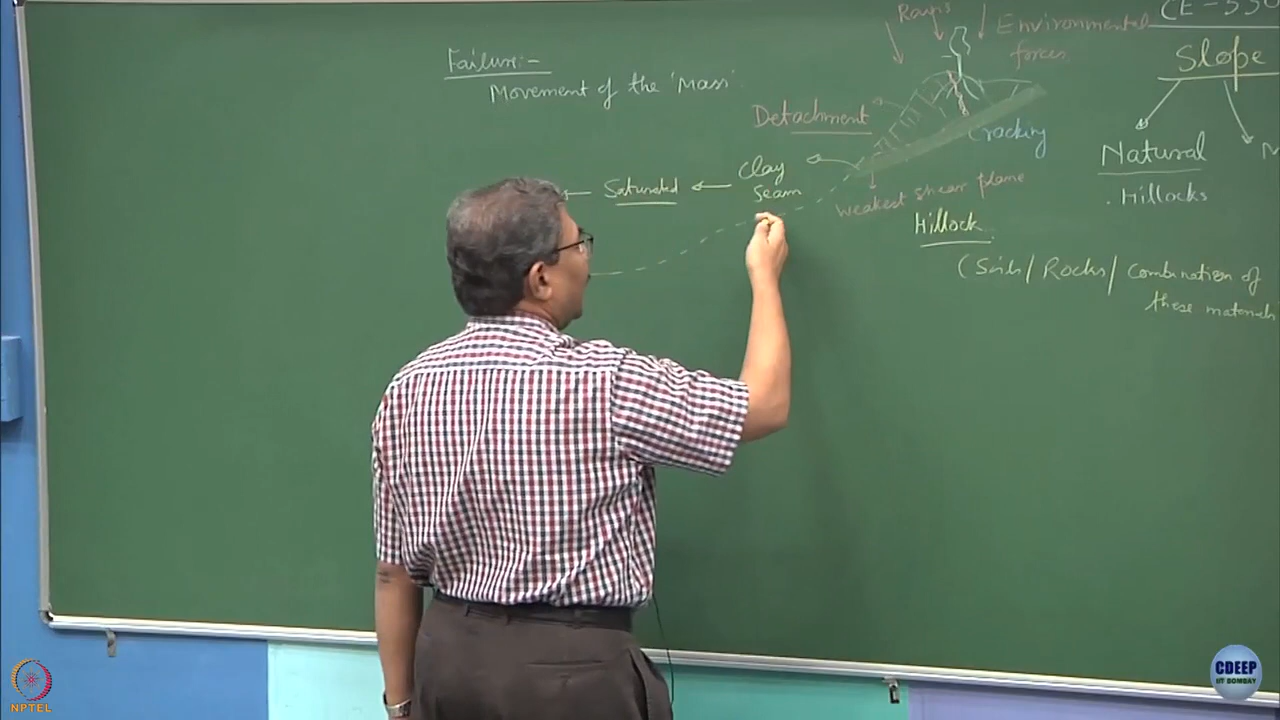 Failure:-
Movement of the 'Mass'
Rays
Environmental
forces
CE-530
Slope
Detachment
Cracking
Natural
Hillocks
Clay
Seam
Saturated
Weakest shear plane
Hillock
(Soils/Rocks/Combination of
these materials
NPTEL
CDEEP
IIT BOMBAY